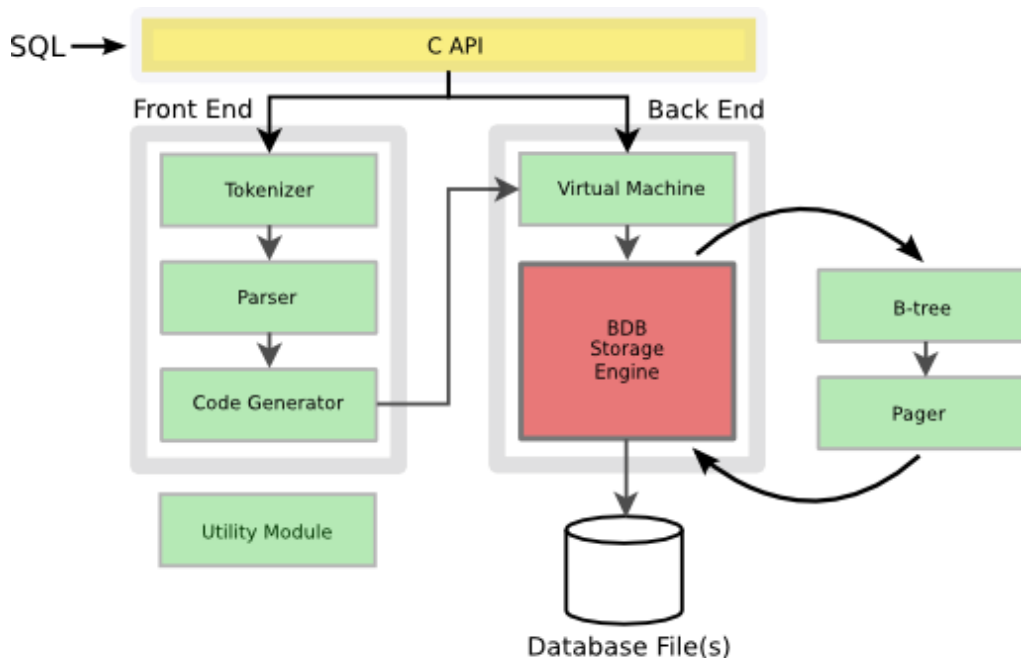 SQL
C API
Front End
Back End
Tokenizer
Virtual Machine
Parser
BDB
Storage
Engine
B-tree
Code Generator
Pager
Utility Module
Database File(s)